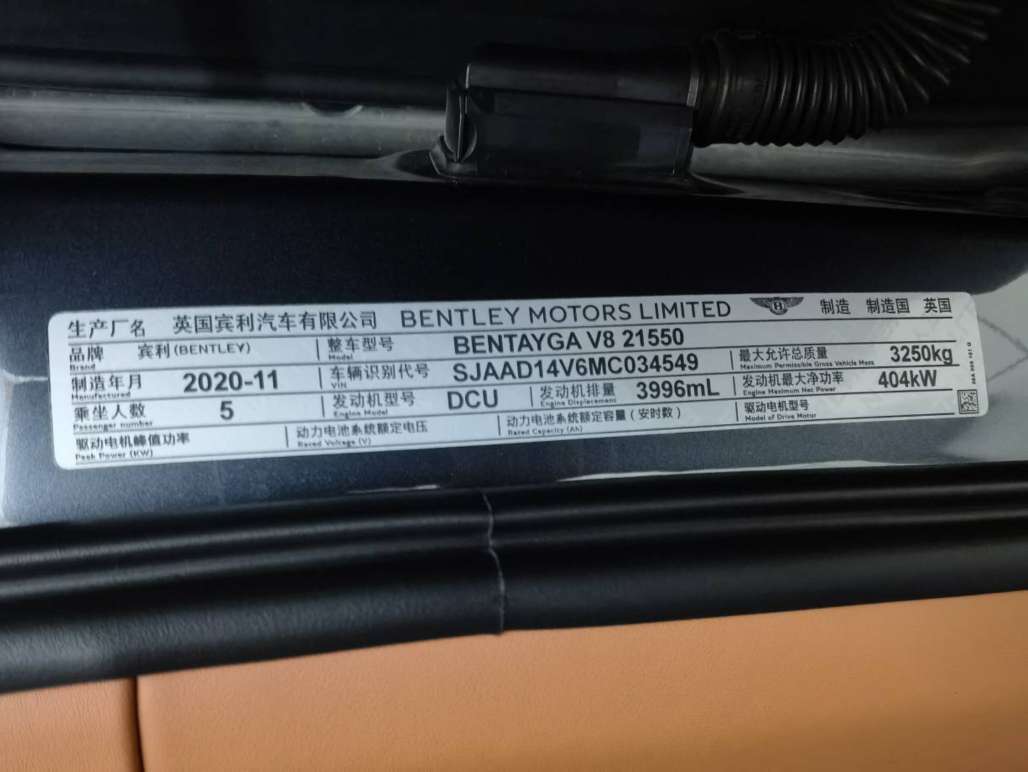 生产厂名 英国宾利汽车有限公司 BENTLEY MOTORS LIMITED B 制造 制造国 英国
品牌 宾利(BENTLEY) 整车型号 BENTAYGA V8 21550 最大允许总质量 3250kg
Brand Model Maximum Permissible Gross Vehicle Mass
制造年月 2020-11 车辆识别代号 SJAAD14V6MC034549 发动机最大净功率 404kW
Manufactured VIN Engine Maximum Net Power
乘坐人数 5 发动机型号 DCU 发动机排量 3996mL 驱动电机型号
Passenger number Engine Model Engine Displacement Model of Drive Motor
驱动电机峰值功率 动力电池系统额定电压 动力电池系统额定容量(安时数)
Peak Power (KW) Rated Voltage (V) Rated Capacity (Ah)